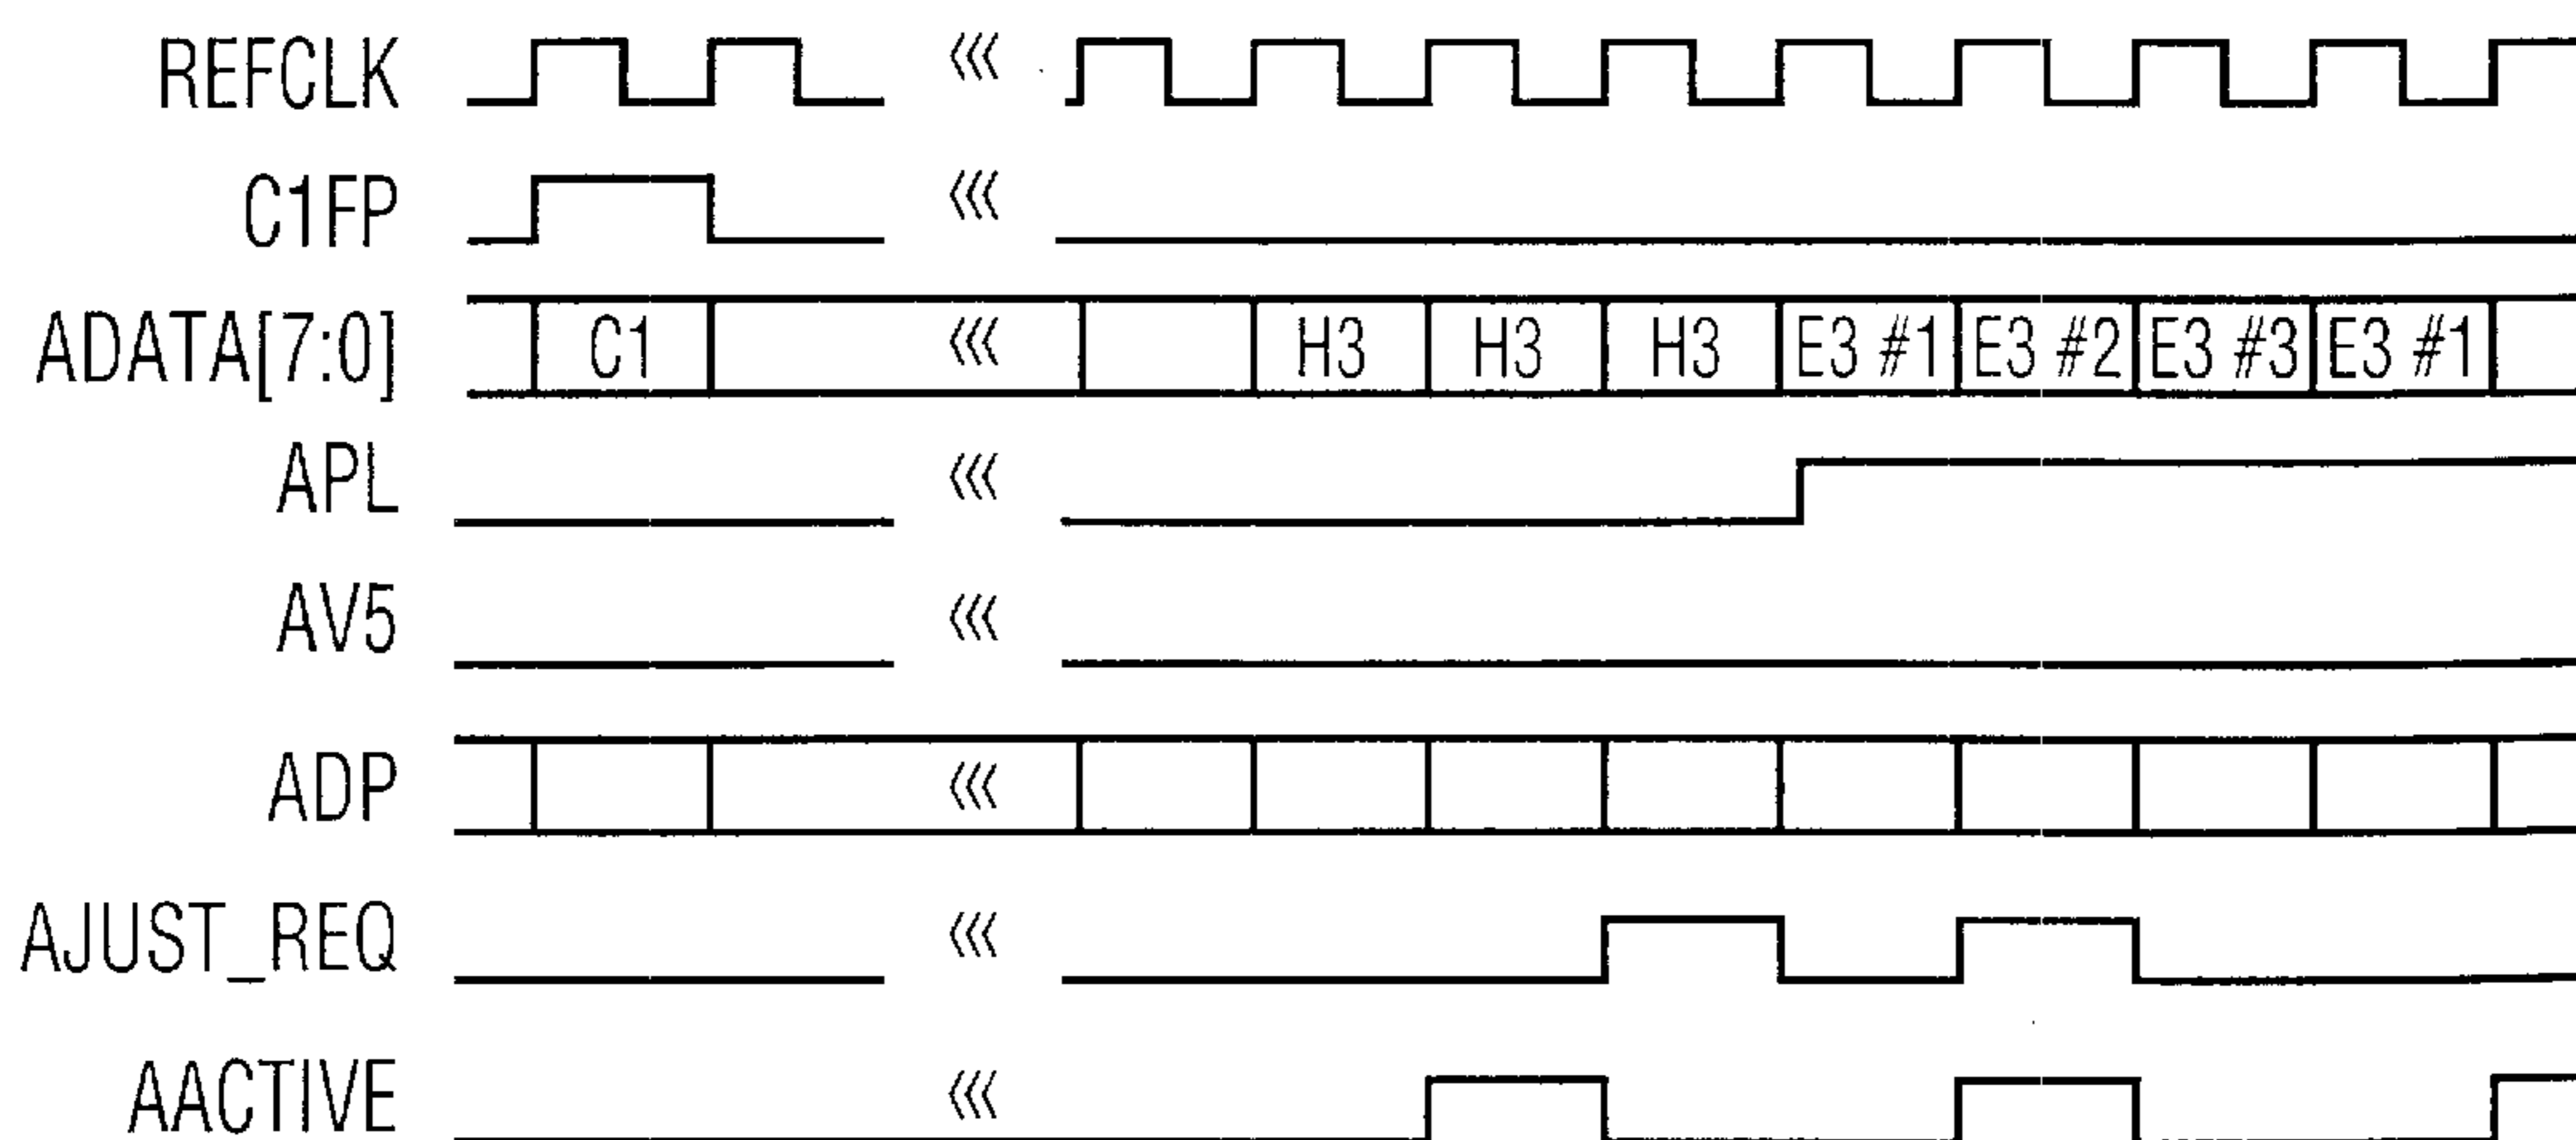 REFCLK
C1FP
ADATA[7:0] C1 H3 H3 H3 E3 #1 E3 #2 E3 #3 E3 #1
APL
AV5
ADP
AJUST_REQ
AACTIVE